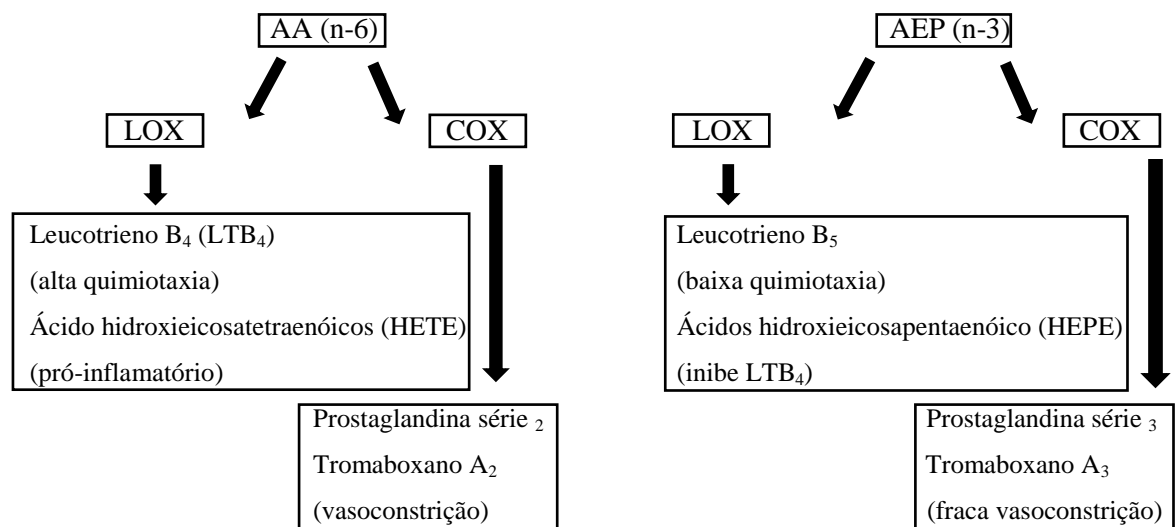 AA (n-6)
LOX
COX
Leucotrieno B₄ (LTB₄)
(alta quimiotaxia)
Ácido hidroxieicosatetraenóicos (HETE)
(pró-inflamatório)
Prostaglandina série ₂
Tromaboxano A₂
(vasoconstrição)
AEP (n-3)
LOX
COX
Leucotrieno B₅
(baixa quimiotaxia)
Ácidos hidroxieicosapentaenóico (HEPE)
(inibe LTB₄)
Prostaglandina série ₃
Tromaboxano A₃
(fraca vasoconstrição)